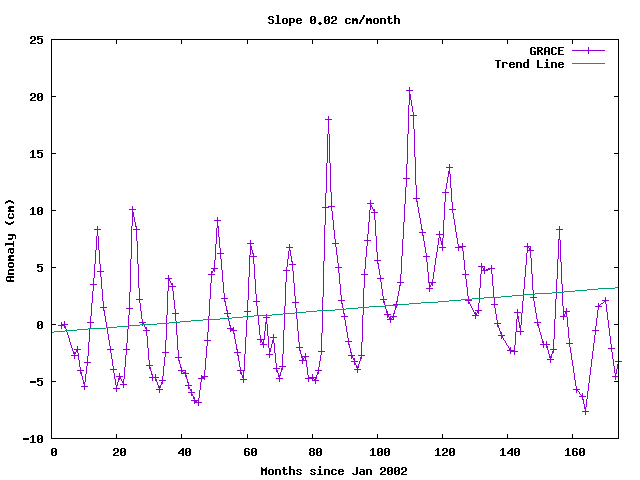 Slope 0.02 cm/month
GRACE
Trend Line
25
20
15
10
5
0
-5
-10
Anomaly (cm)
0 20 40 60 80 100 120 140 160
Months since Jan 2002